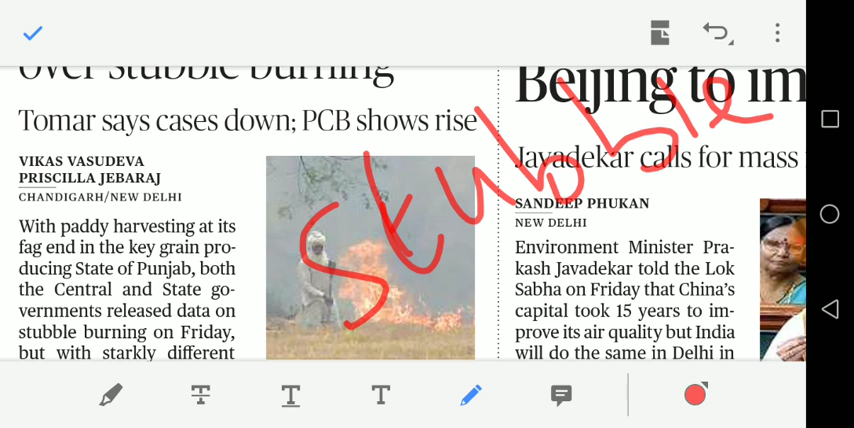 over stubble burning
Tomar says cases down; PCB shows rise
VIKAS VASUDEVA
PRISCILLA JEBARAJ
CHANDIGARH/NEW DELHI
With paddy harvesting at its
fag end in the key grain pro-
ducing State of Punjab, both
the Central and State go-
vernments released data on
stubble burning on Friday,
but with starkly different
Stubble
Beijing to im
Javadekar calls for mass
SANDEEP PHUKAN
NEW DELHI
Environment Minister Pra-
kash Javadekar told the Lok
Sabha on Friday that China's
capital took 15 years to im-
prove its air quality but India
will do the same in Delhi in
T
T
T